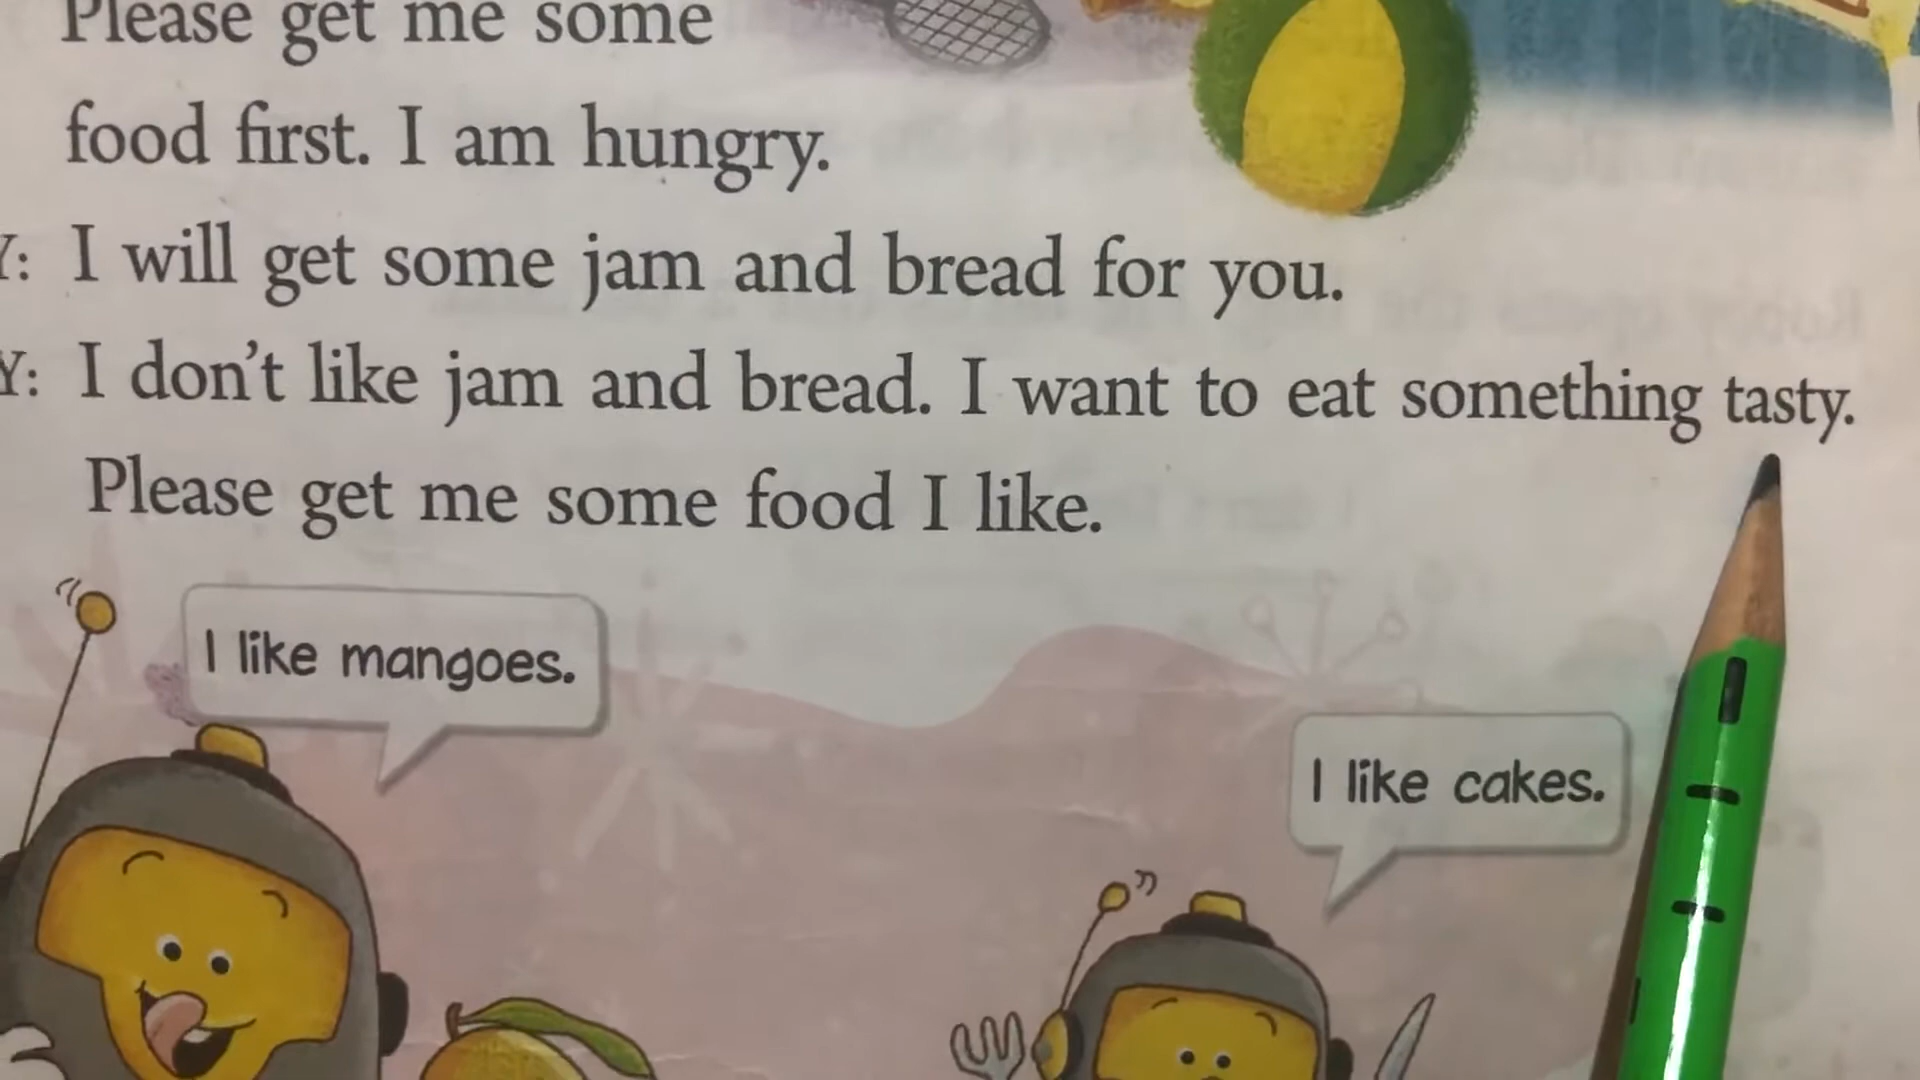 Please get me some
food first. I am hungry.
Y: I will get some jam and bread for you.
Y: I don't like jam and bread. I want to eat something tasty.
Please get me some food I like.
I like mangoes.
I like cakes.